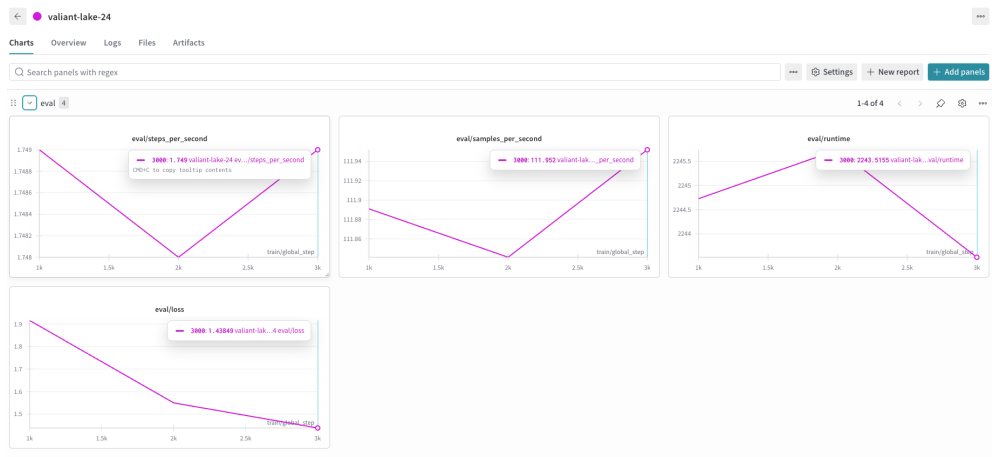 valiant-lake-24
Charts Overview Logs Files Artifacts
Search panels with regex
Settings
New report
Add panels
eval 4
1-4 of 4
eval/steps_per_second
3000: 1.749 valiant-lake-24 ev.../steps_per_second
CMD+C to copy tooltip contents
1.749
1.7488
1.7486
1.7484
1.7482
1.748
train/global_step
1k 1.5k 2k 2.5k 3k
eval/samples_per_second
3000: 111.952 valiant-lak..._per_second
111.94
111.92
111.9
111.88
111.86
train/global_step
1k 1.5k 2k 2.5k 3k
eval/runtime
3000: 2243.5155 valiant-lak...val/runtime
2245.5
2245
2244.5
2244
train/global_step
1k 1.5k 2k 2.5k 3k
eval/loss
3000: 1.43849 valiant-lak...4 eval/loss
1.9
1.8
1.7
1.6
1.5
train/global_step
1k 1.5k 2k 2.5k 3k